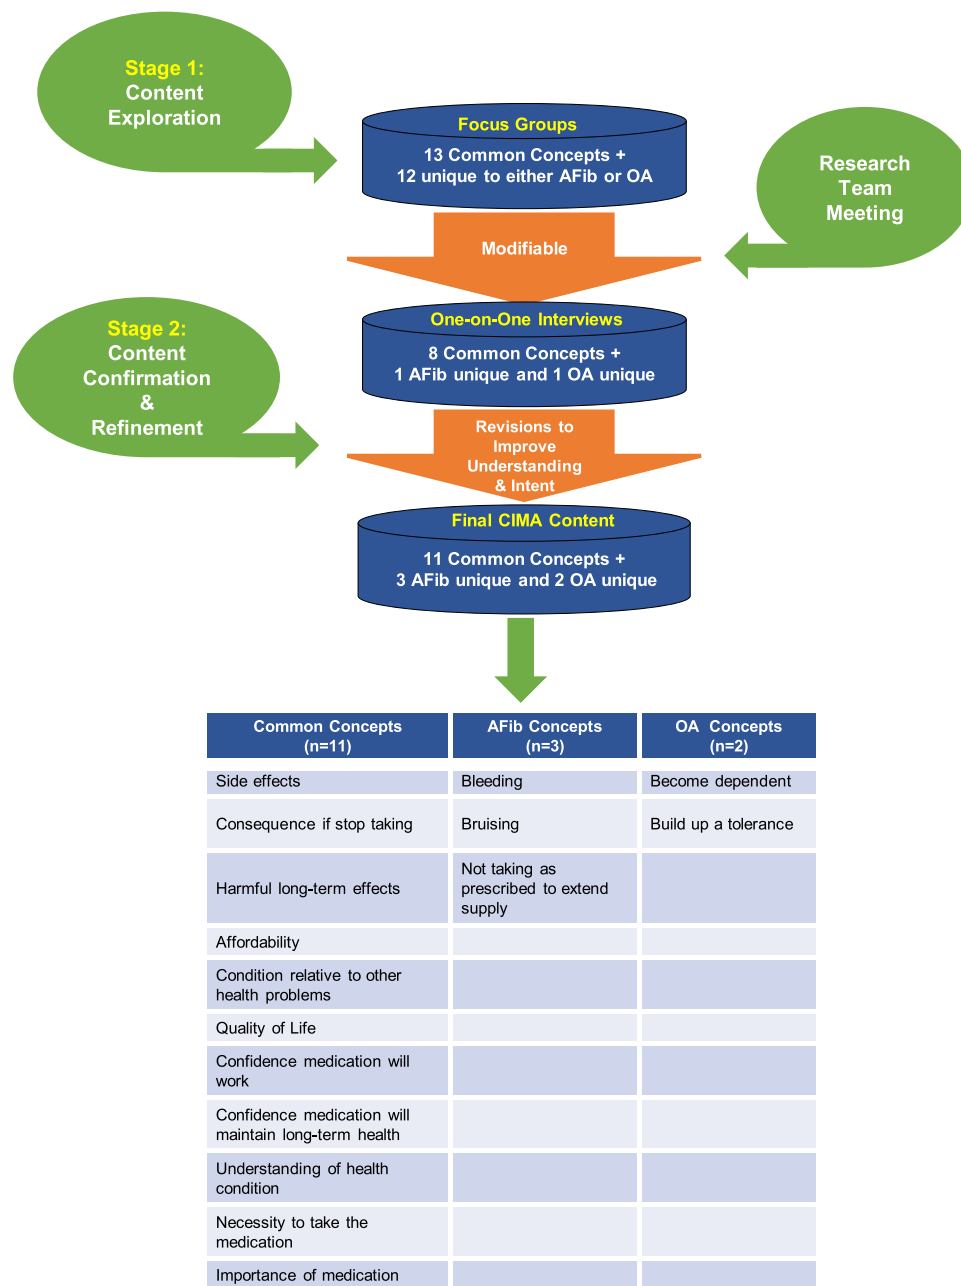 Stage 1:
Content
Exploration
Focus Groups
13 Common Concepts +
12 unique to either AFib or OA
Research
Team
Meeting
Modifiable
One-on-One Interviews
8 Common Concepts +
1 AFib unique and 1 OA unique
Stage 2:
Content
Confirmation
&
Refinement
Revisions to
Improve
Understanding
& Intent
Final CIMA Content
11 Common Concepts +
3 AFib unique and 2 OA unique
Common Concepts
(n=11)
AFib Concepts
(n=3)
OA Concepts
(n=2)
Side effects
Bleeding
Become dependent
Consequence if stop taking
Bruising
Build up a tolerance
Harmful long-term effects
Not taking as
prescribed to extend
supply
Affordability
Condition relative to other
health problems
Quality of Life
Confidence medication will
work
Confidence medication will
maintain long-term health
Understanding of health
condition
Necessity to take the
medication
Importance of medication